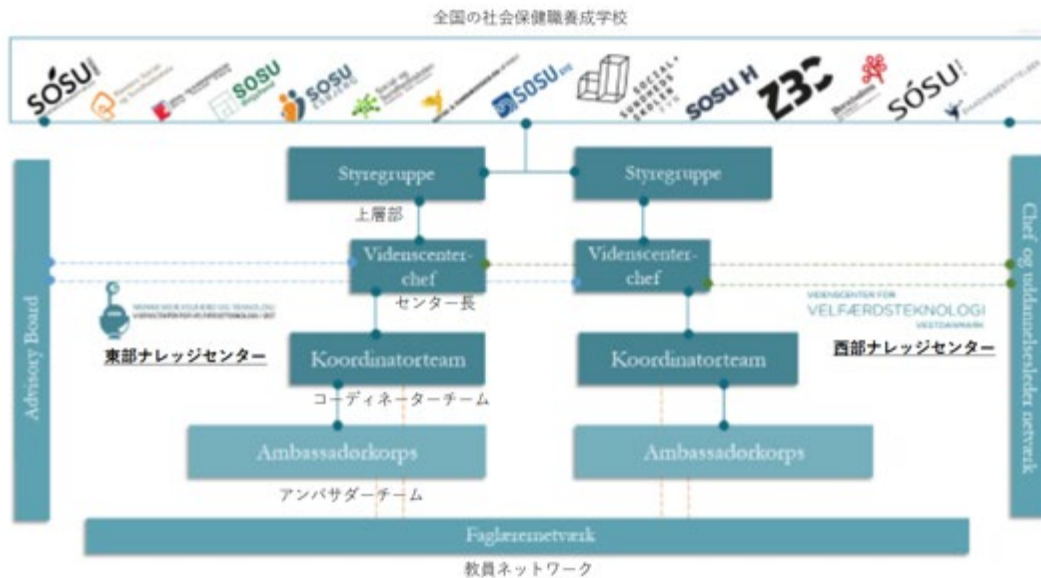 全国の社会保健職養成学校
SOSU
SOSU
SOSU
SOSU
SOCIAL+
SUNDHEDS
SKOLEN
FYN
SOSU H
ZBC
SOSU
Styregruppe
Styregruppe
上層部
Videnscenter-
chef
Videnscenter-
chef
センター長
VIDENSCENTER FOR
VELFÆRDSTEKNOLOGI
VESTDANMARK
東部ナレッジセンター
西部ナレッジセンター
Koordinatorteam
Koordinatorteam
コーディネーターチーム
Ambassadørkorps
Ambassadørkorps
アンバサダーチーム
Advisory Board
Chef og uddannelsesleder netværk
Faglærernetværk
教員ネットワーク